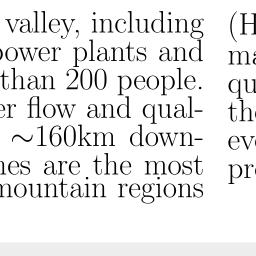 valley, including
power plants and
than 200 people.
er flow and qual-
~160km down-
nes are the most
mountain regions
(H
ma
qu
the
eve
pro